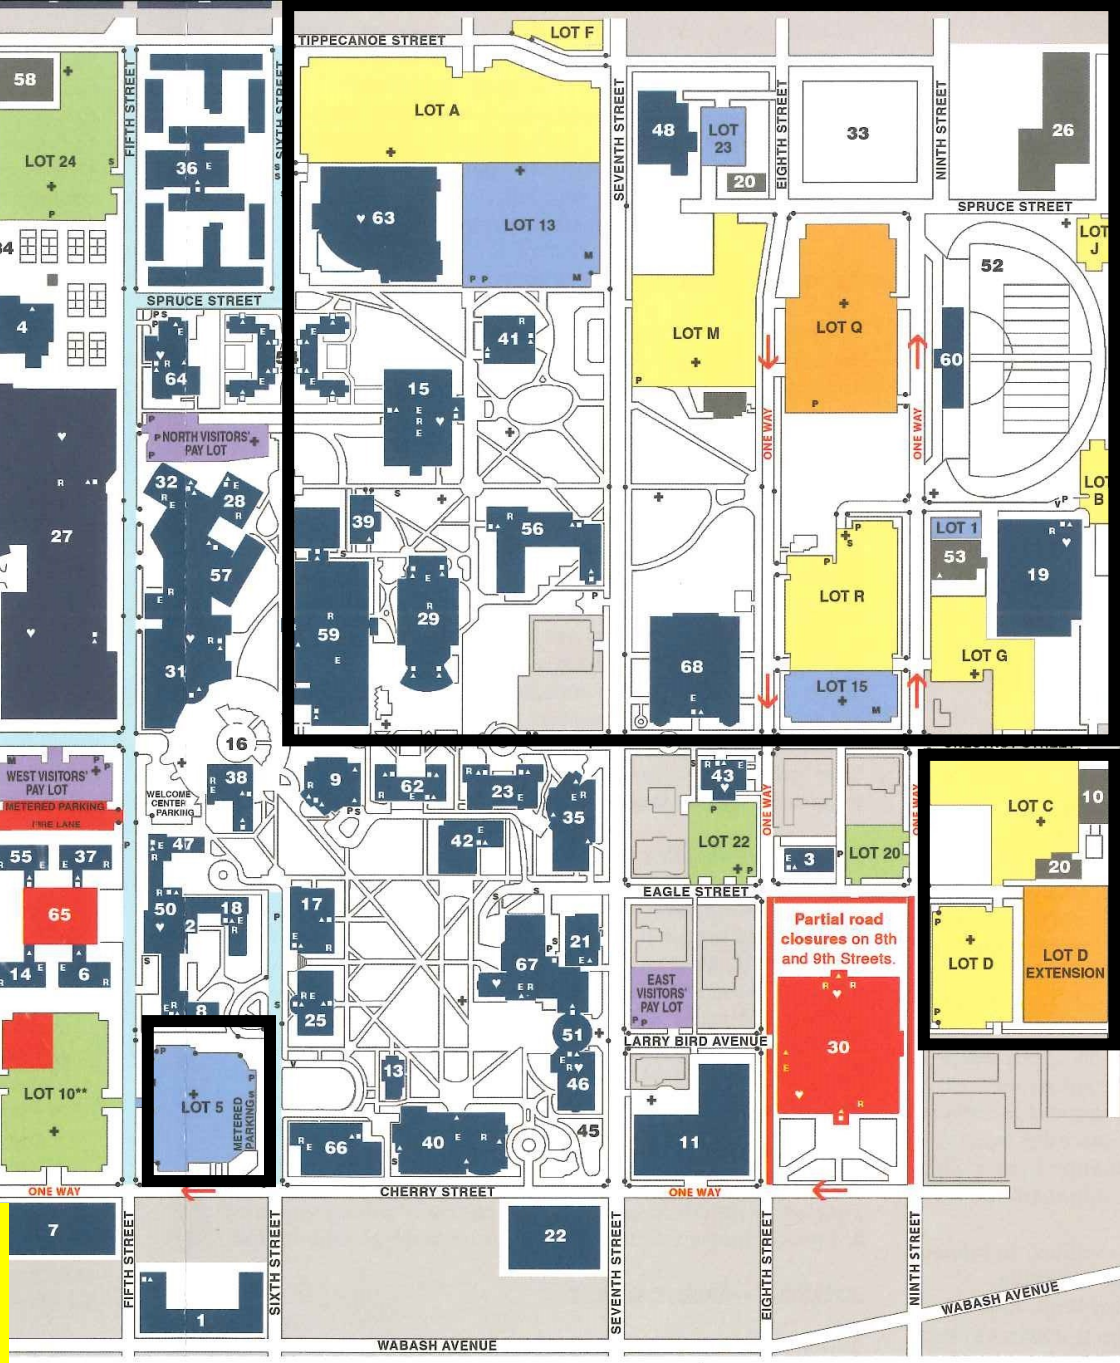 TIPPECANOE STREET
LOT F
58
FIFTH STREET
SIXTH STREET
LOT A
SEVENTH STREET
48
LOT
23
EIGHTH STREET
33
NINTH STREET
26
LOT 24
36
E
20
SPRUCE STREET
63
LOT 13
M
M
P P
LOT
J
52
34
SPRUCE STREET
4
64
41
15
LOT M
LOT Q
60
P
P
ONE WAY
ONE WAY
NORTH VISITORS'
PAY LOT
32
28
27
39
56
LOT
B
LOT 1
53
19
57
59
29
LOT R
31
68
LOT G
LOT 15
M
16
WEST VISITORS'
PAY LOT
METERED PARKING
FIRE LANE
WELCOME
CENTER
PARKING
38
9
62
23
35
43
ONE WAY
ONE WAY
LOT C
10
55
37
47
42
LOT 22
3
LOT 20
20
EAGLE STREET
65
50
2
18
17
21
67
Partial road
closures on 8th
and 9th Streets.
LOT D
LOT D
EXTENSION
14
6
8
25
EAST
VISITORS'
PAY LOT
51
LARRY BIRD AVENUE
30
LOT 10**
LOT 5
METERED
PARKING
13
46
45
66
40
11
ONE WAY
CHERRY STREET
ONE WAY
7
22
FIFTH STREET
SIXTH STREET
SEVENTH STREET
EIGHTH STREET
NINTH STREET
1
WABASH AVENUE
WABASH AVENUE